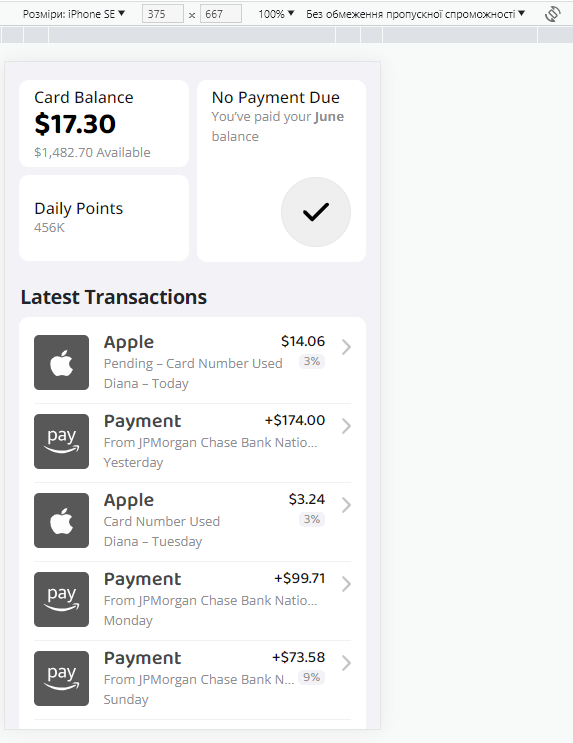 Розміри: iPhone SE ▼ 375 × 667 100% ▼ Без обмеження пропускної спроможності ▼
Card Balance
$17.30
$1,482.70 Available
No Payment Due
You've paid your June
balance
Daily Points
456K
Latest Transactions
Apple $14.06
Pending – Card Number Used 3%
Diana – Today
pay
Payment +$174.00
From JPMorgan Chase Bank Natio...
Yesterday
Apple $3.24
Card Number Used 3%
Diana – Tuesday
pay
Payment +$99.71
From JPMorgan Chase Bank Natio...
Monday
pay
Payment +$73.58
From JPMorgan Chase Bank N... 9%
Sunday